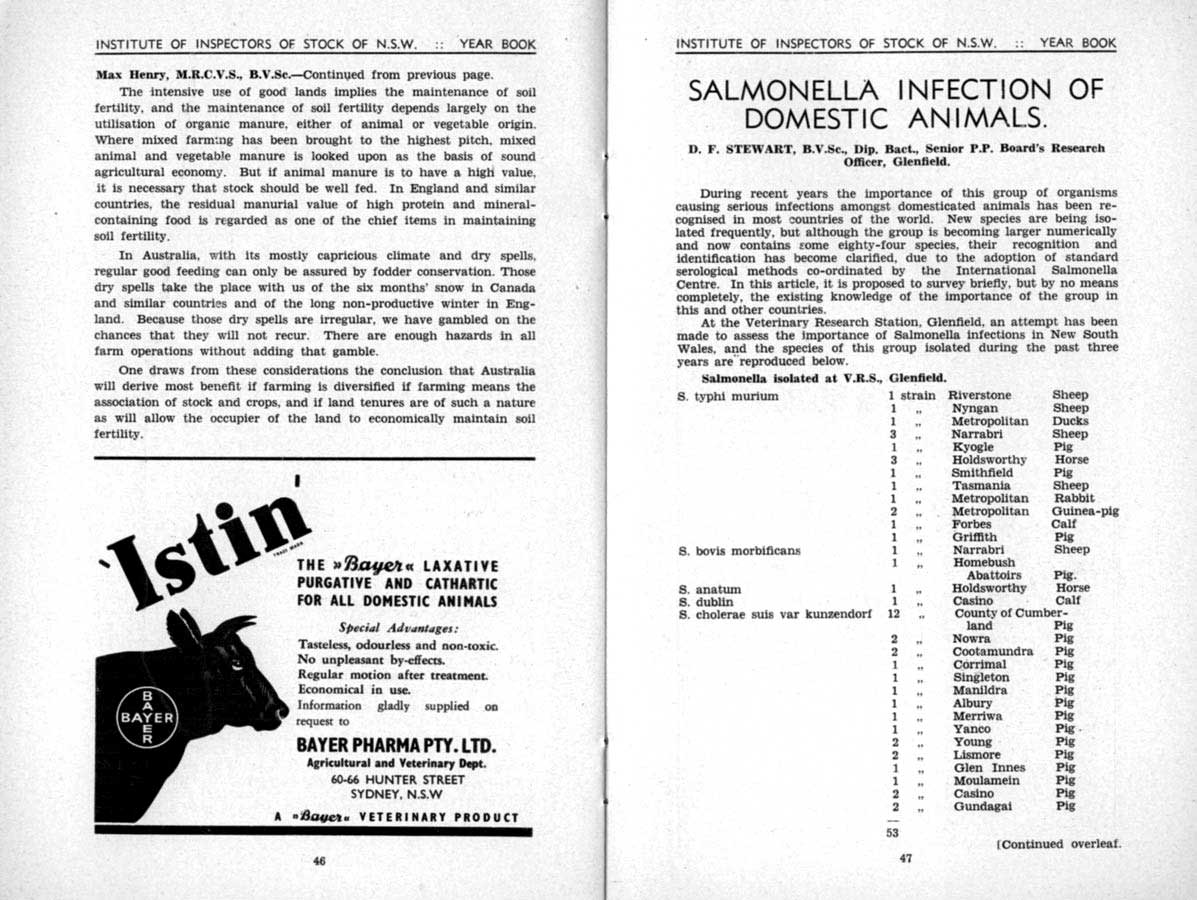 INSTITUTE OF INSPECTORS OF STOCK OF N.S.W. :: YEAR BOOK
Max Henry, M.R.C.V.S., B.V.Sc.—Continued from previous page.
The intensive use of good lands implies the maintenance of soil
fertility, and the maintenance of soil fertility depends largely on the
utilisation of organic manure, either of animal or vegetable origin.
Where mixed farming has been brought to the highest pitch, mixed
animal and vegetable manure is looked upon as the basis of sound
agricultural economy. But if animal manure is to have a high value,
it is necessary that stock should be well fed. In England and similar
countries, the residual manurial value of high protein and mineral-
containing food is regarded as one of the chief items in maintaining
soil fertility.
In Australia, with its mostly capricious climate and dry spells,
regular good feeding can only be assured by fodder conservation. Those
dry spells take the place with us of the six months' snow in Canada
and similar countries and of the long non-productive winter in Eng-
land. Because those dry spells are irregular, we have gambled on the
chances that they will not recur. There are enough hazards in all
farm operations without adding that gamble.
One draws from these considerations the conclusion that Australia
will derive most benefit if farming is diversified if farming means the
association of stock and crops, and if land tenures are of such a nature
as will allow the occupier of the land to economically maintain soil
fertility.
'Istin'
TRADE MARK
THE »Bayer« LAXATIVE
PURGATIVE AND CATHARTIC
FOR ALL DOMESTIC ANIMALS
Special Advantages:
Tasteless, odourless and non-toxic.
No unpleasant by-effects.
Regular motion after treatment.
Economical in use.
Information gladly supplied on
request to
BAYER
BAYER
BAYER PHARMA PTY. LTD.
Agricultural and Veterinary Dept.
60-66 HUNTER STREET
SYDNEY, N.S.W
A »Bayer« VETERINARY PRODUCT
46
INSTITUTE OF INSPECTORS OF STOCK OF N.S.W. :: YEAR BOOK
SALMONELLA INFECTION OF
DOMESTIC ANIMALS.
D. F. STEWART, B.V.Sc., Dip. Bact., Senior P.P. Board's Research
Officer, Glenfield.
During recent years the importance of this group of organisms
causing serious infections amongst domesticated animals has been re-
cognised in most countries of the world. New species are being iso-
lated frequently, but although the group is becoming larger numerically
and now contains some eighty-four species, their recognition and
identification has become clarified, due to the adoption of standard
serological methods co-ordinated by the International Salmonella
Centre. In this article, it is proposed to survey briefly, but by no means
completely, the existing knowledge of the importance of the group in
this and other countries.
At the Veterinary Research Station, Glenfield, an attempt has been
made to assess the importance of Salmonella infections in New South
Wales, and the species of this group isolated during the past three
years are reproduced below.
Salmonella isolated at V.R.S., Glenfield.
S. typhi murium 1 strain Riverstone Sheep
1 ,, Nyngan Sheep
1 ,, Metropolitan Ducks
3 ,, Narrabri Sheep
1 ,, Kyogle Pig
3 ,, Holdsworthy Horse
1 ,, Smithfield Pig
1 ,, Tasmania Sheep
1 ,, Metropolitan Rabbit
2 ,, Metropolitan Guinea-pig
1 ,, Forbes Calf
1 ,, Griffith Pig
S. bovis morbificans 1 ,, Narrabri Sheep
1 ,, Homebush
Abattoirs Pig.
S. anatum 1 ,, Holdsworthy Horse
S. dublin 1 ,, Casino Calf
S. cholerae suis var kunzendorf 12 ,, County of Cumber-
land Pig
2 ,, Nowra Pig
2 ,, Cootamundra Pig
1 ,, Corrimal Pig
1 ,, Singleton Pig
1 ,, Manildra Pig
1 ,, Albury Pig
1 ,, Merriwa Pig
1 ,, Yanco Pig
2 ,, Young Pig
2 ,, Lismore Pig
1 ,, Glen Innes Pig
1 ,, Moulamein Pig
2 ,, Casino Pig
2 ,, Gundagai Pig
53
[Continued overleaf.
47